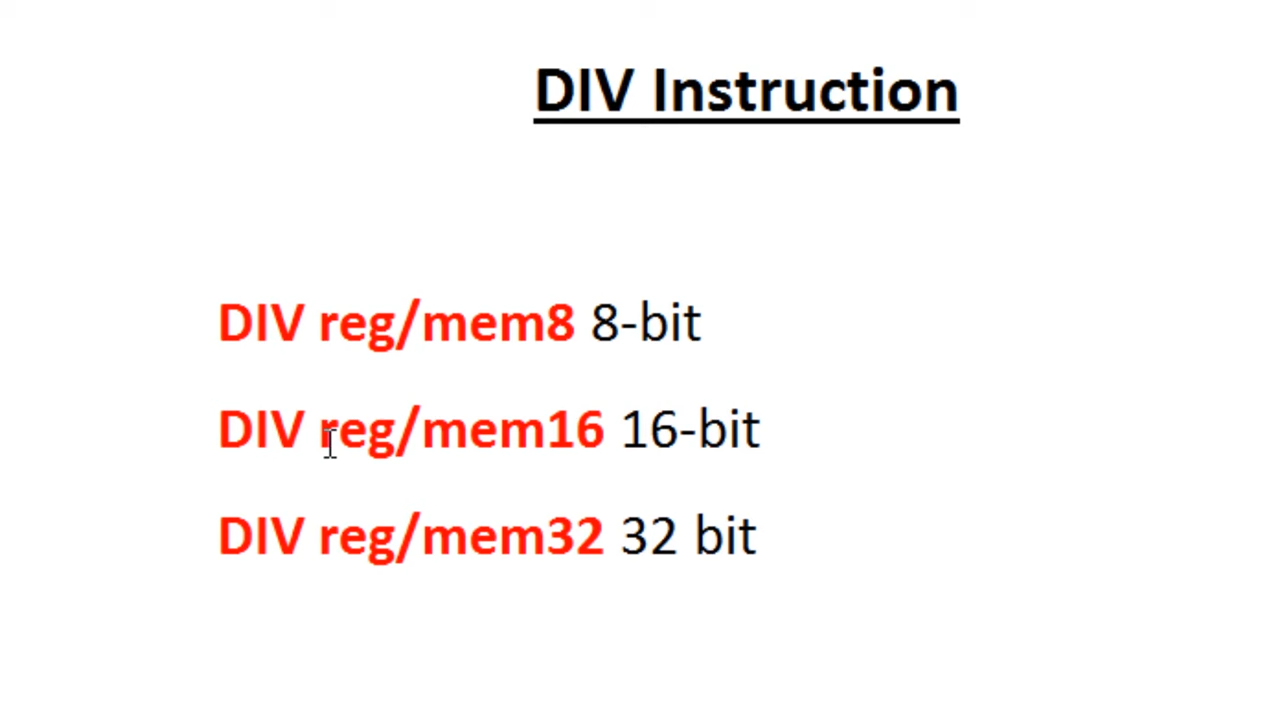 DIV Instruction
DIV reg/mem8 8-bit
DIV reg/mem16 16-bit
DIV reg/mem32 32 bit